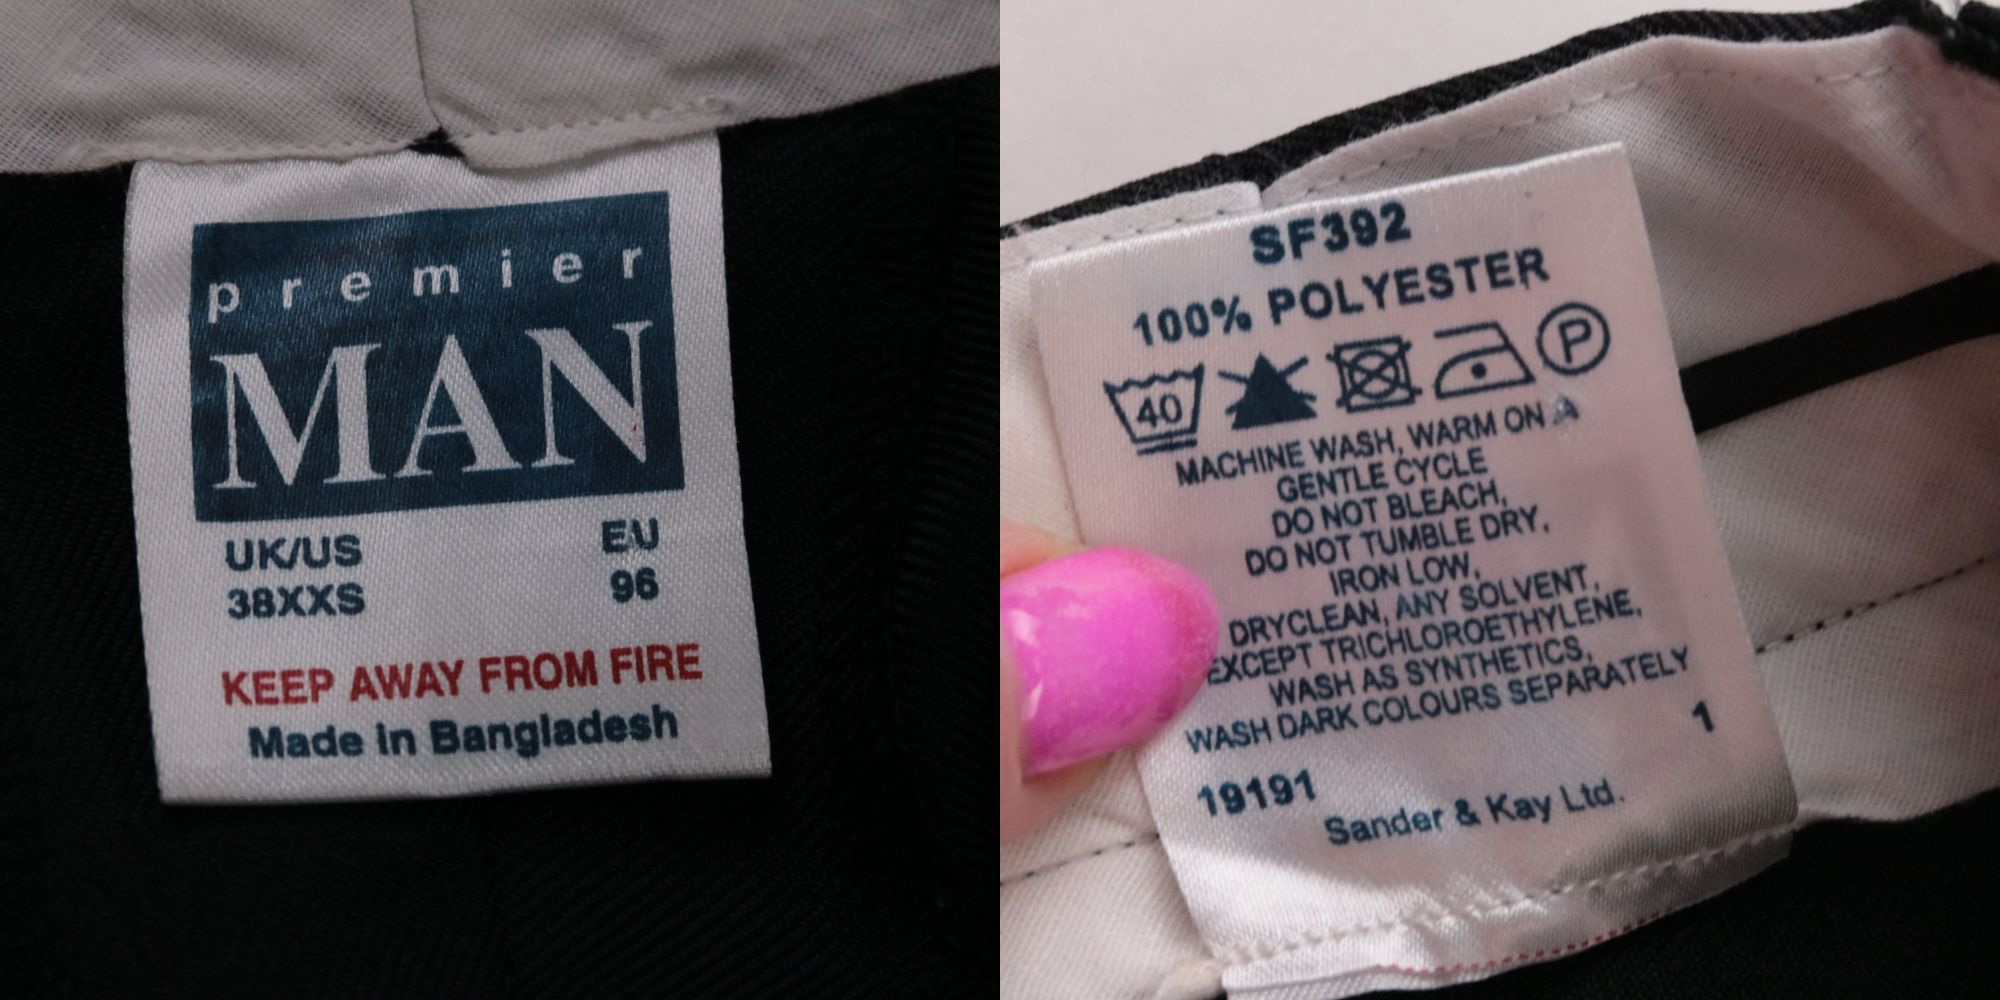 premier
MAN
UK/US EU
38XXS 96
KEEP AWAY FROM FIRE
Made in Bangladesh
SF392
100% POLYESTER
40
P
MACHINE WASH, WARM ON A
GENTLE CYCLE
DO NOT BLEACH,
DO NOT TUMBLE DRY,
IRON LOW,
DRYCLEAN, ANY SOLVENT,
EXCEPT TRICHLOROETHYLENE,
WASH AS SYNTHETICS,
WASH DARK COLOURS SEPARATELY
1
19191
Sander & Kay Ltd.